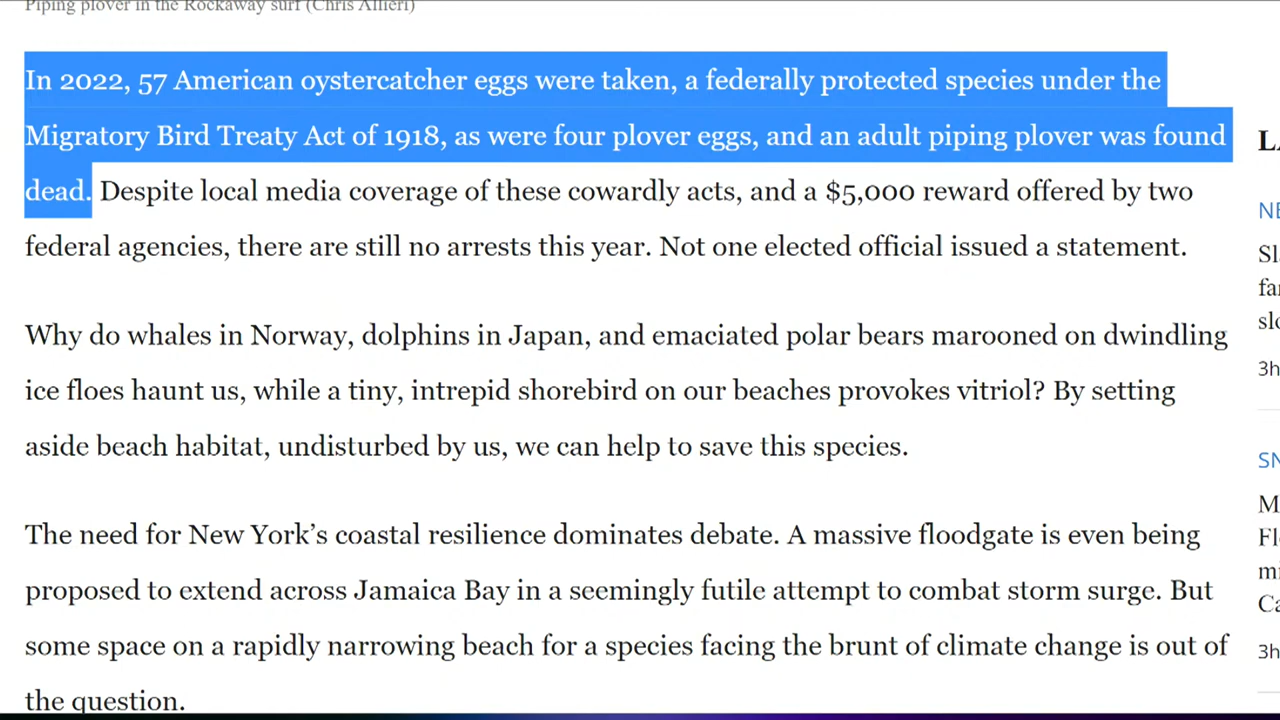 Piping plover in the Rockaway surf (Chris Allieri)
In 2022, 57 American oystercatcher eggs were taken, a federally protected species under the
Migratory Bird Treaty Act of 1918, as were four plover eggs, and an adult piping plover was found
dead. Despite local media coverage of these cowardly acts, and a $5,000 reward offered by two
federal agencies, there are still no arrests this year. Not one elected official issued a statement.
Why do whales in Norway, dolphins in Japan, and emaciated polar bears marooned on dwindling
ice floes haunt us, while a tiny, intrepid shorebird on our beaches provokes vitriol? By setting
aside beach habitat, undisturbed by us, we can help to save this species.
The need for New York’s coastal resilience dominates debate. A massive floodgate is even being
proposed to extend across Jamaica Bay in a seemingly futile attempt to combat storm surge. But
some space on a rapidly narrowing beach for a species facing the brunt of climate change is out of
the question.
3h
3h